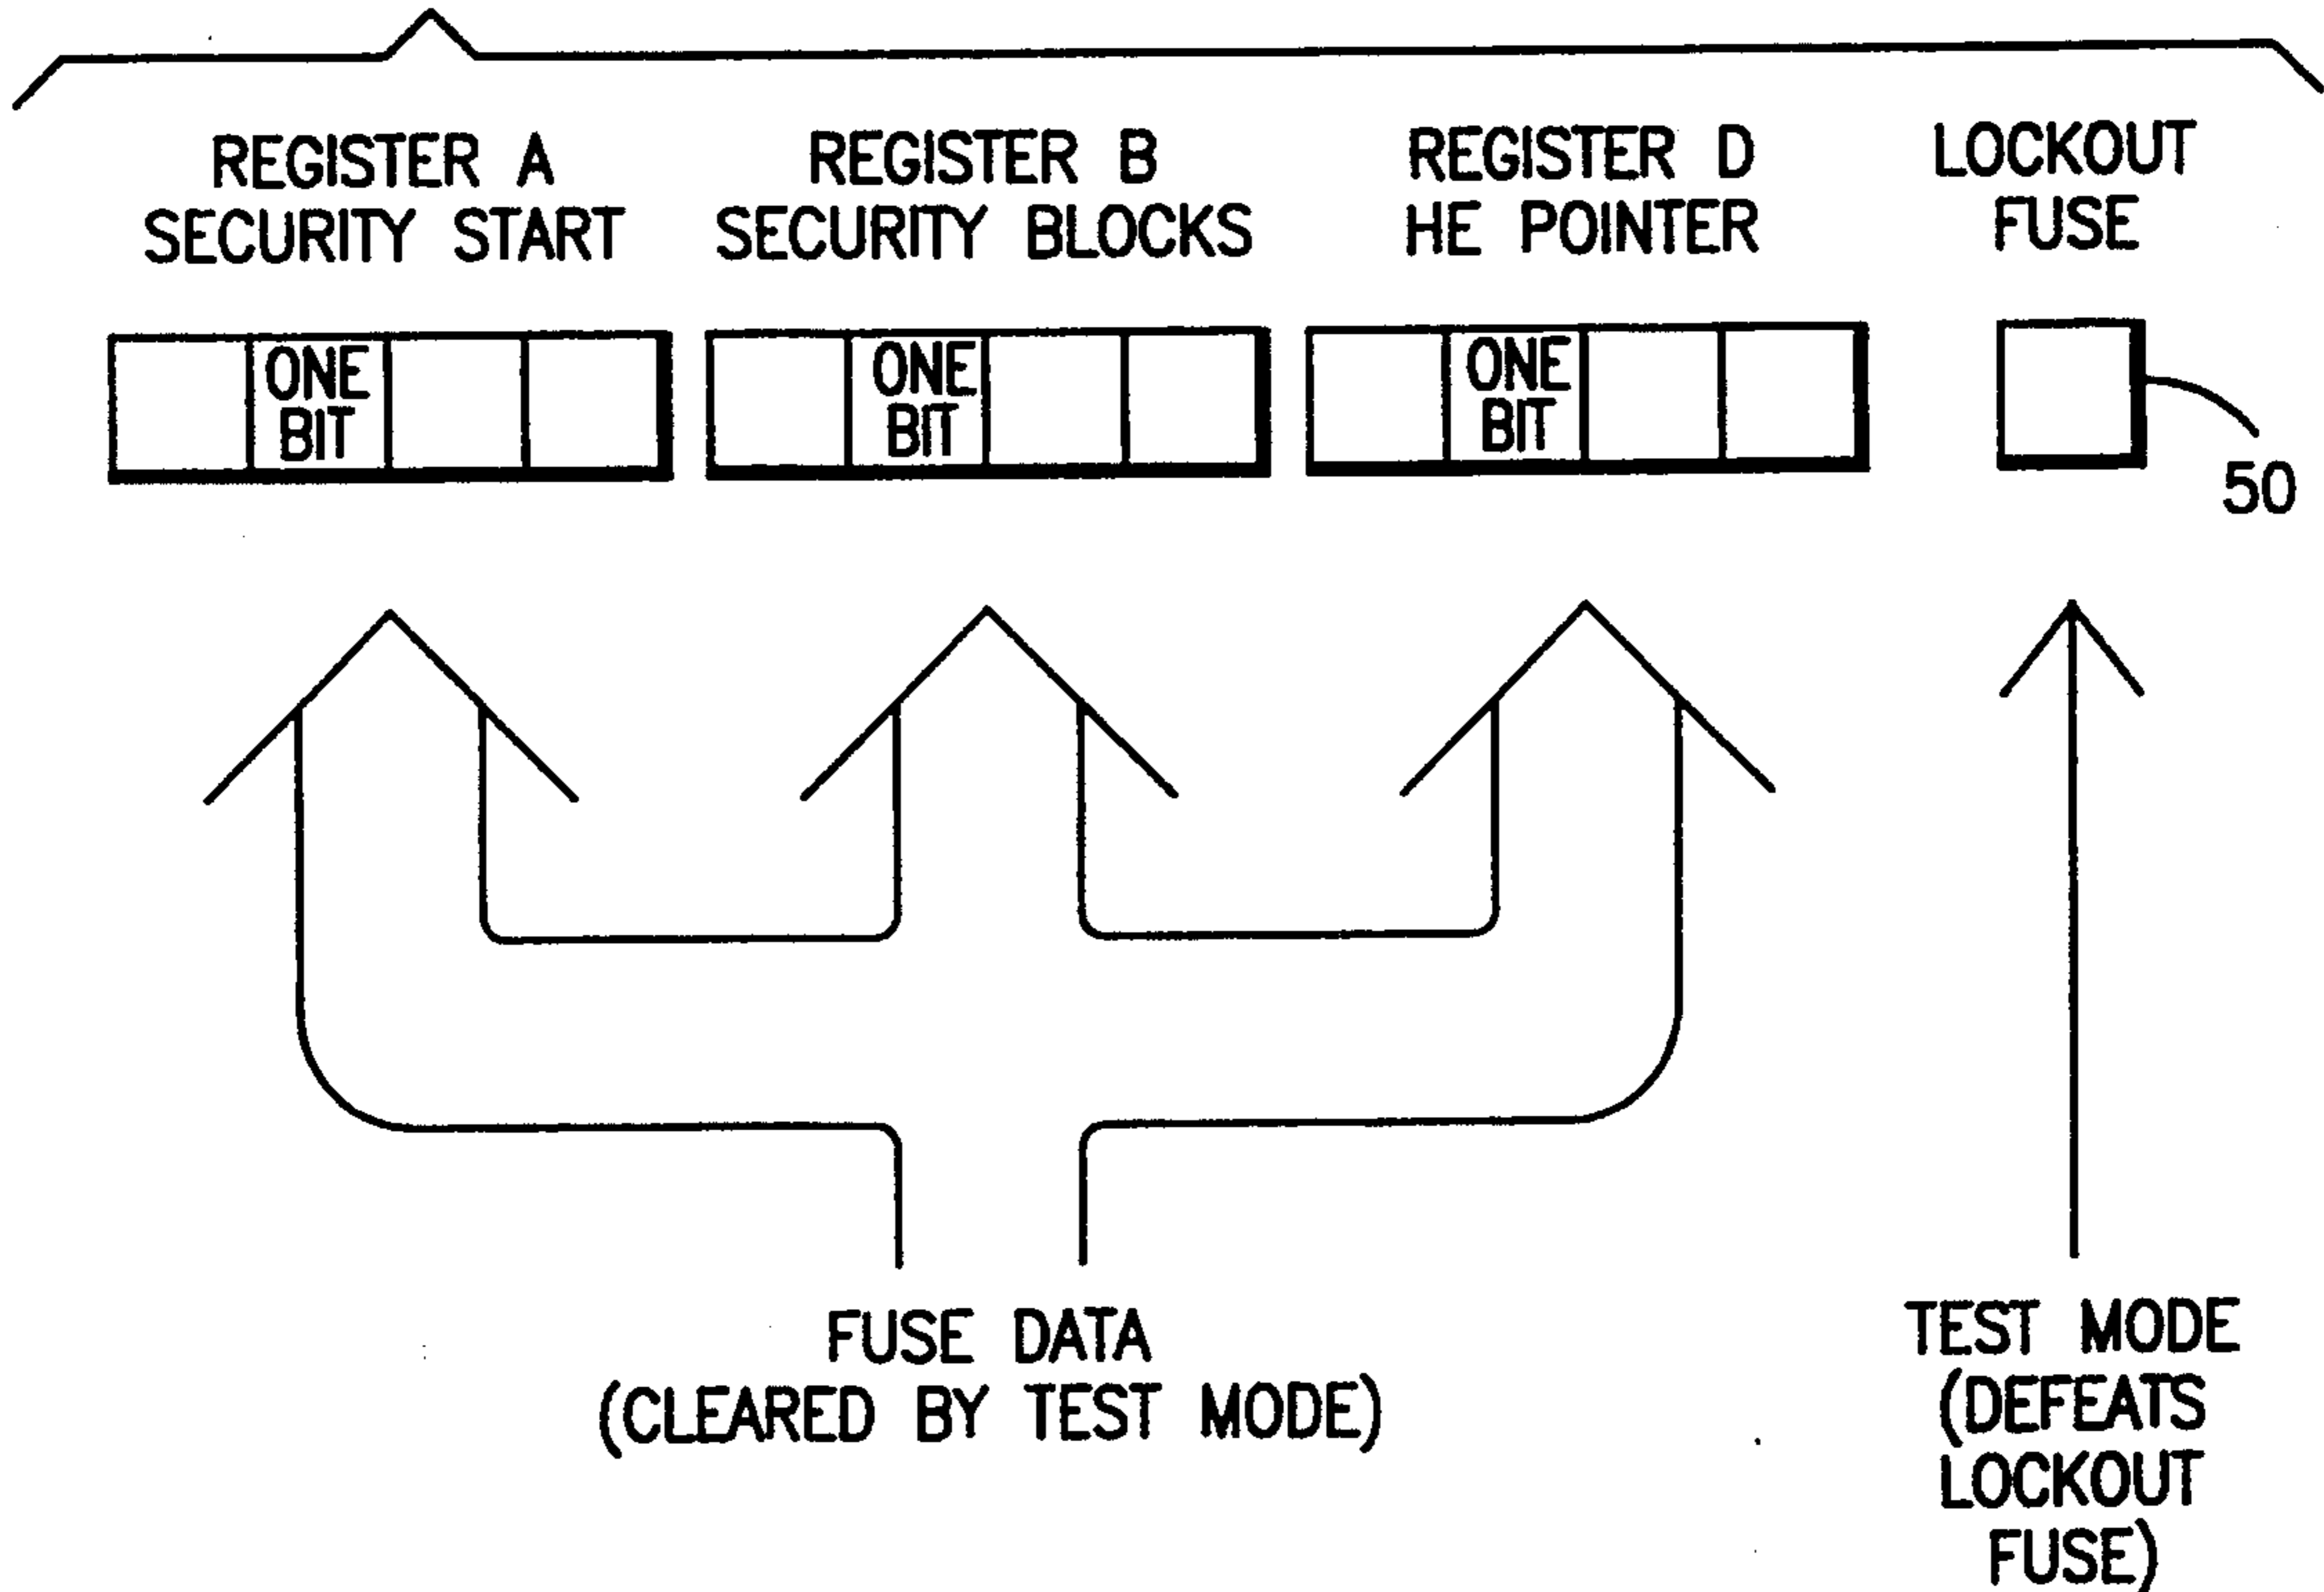 REGISTER A
SECURITY START
REGISTER B
SECURITY BLOCKS
REGISTER D
HE POINTER
LOCKOUT
FUSE
ONE
BIT
ONE
BIT
ONE
BIT
50
FUSE DATA
(CLEARED BY TEST MODE)
TEST MODE
(DEFEATS
LOCKOUT
FUSE)